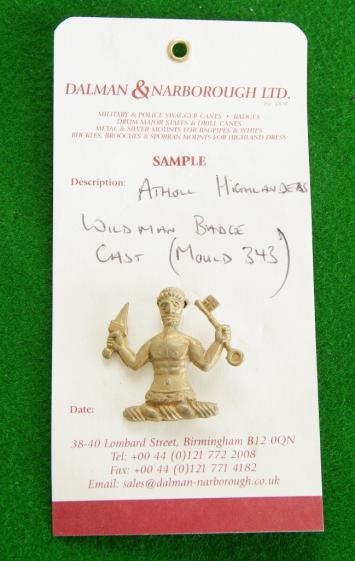 DALMAN & NARBOROUGH LTD.
Est. 1870
MILITARY & POLICE SWAGGER CANES • BADGES
DRUM MAJOR STAFFS & DRILL CANES
METAL & SILVER MOUNTS FOR BAGPIPES & WHIPS
BUCKLES, BROOCHES & SPORRAN MOUNTS FOR HIGHLAND DRESS
SAMPLE
Description: ATHOLL HIGHLANDERS
WILDMAN BADGE
CAST (MOULD 343)
Date:
38-40 Lombard Street, Birmingham B12 0QN
Tel: +00 44 (0)121 772 2008
Fax: +00 44 (0)121 771 4182
Email: sales@dalman-narborough.co.uk